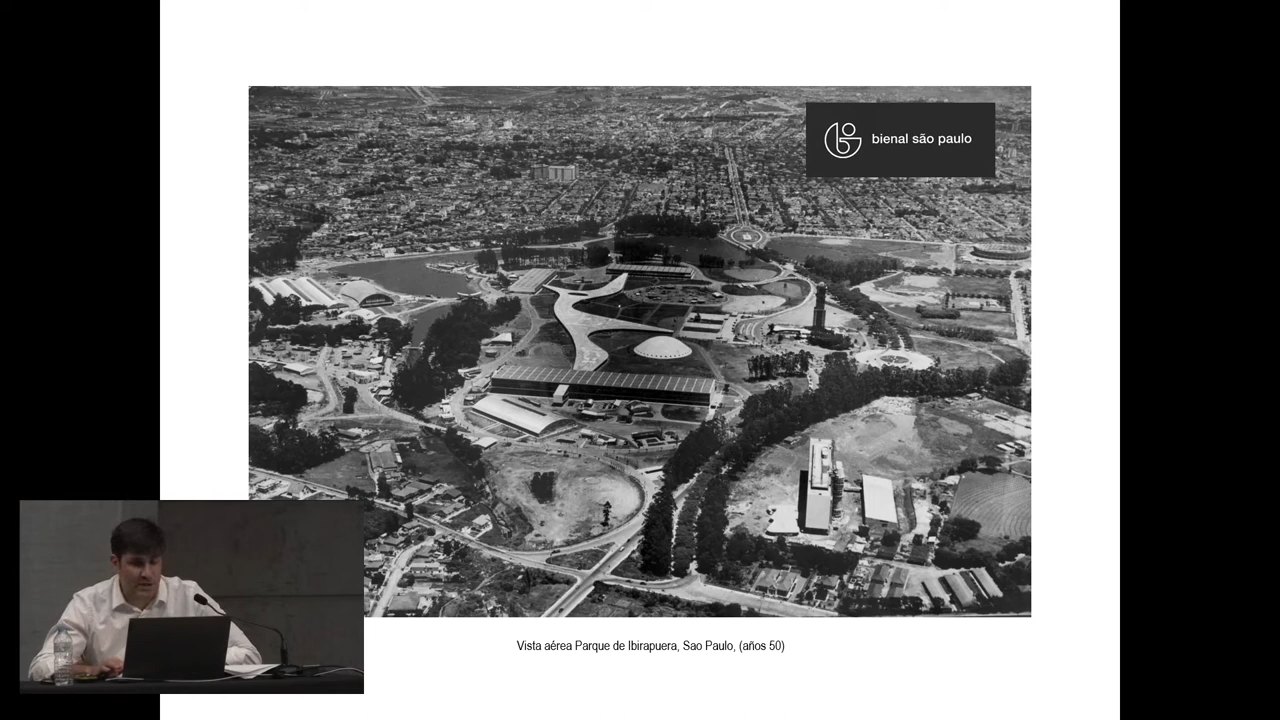 bienal são paulo
Vista aérea Parque de Ibirapuera, Sao Paulo, (años 50)